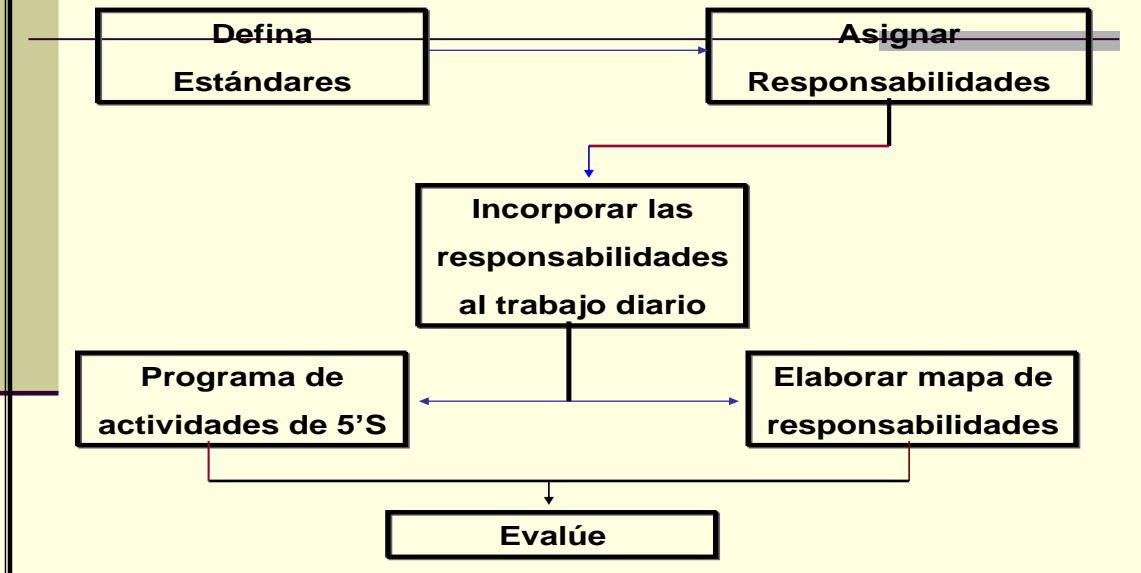 Defina
Estándares
Asignar
Responsabilidades
Incorporar las
responsabilidades
al trabajo diario
Programa de
actividades de 5’S
Elaborar mapa de
responsabilidades
Evalúe